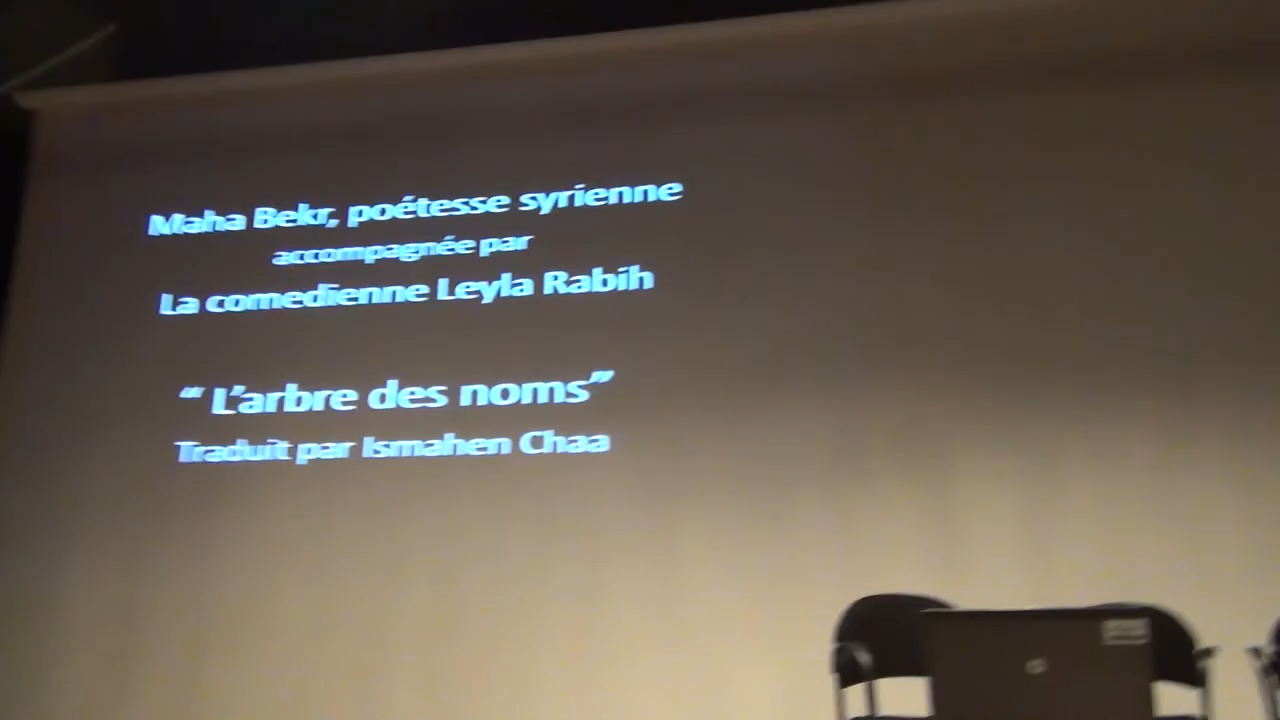 Maha Bekr, poétesse syrienne
accompagnée par
La comedienne Leyla Rabih
“ L’arbre des noms”
Traduit par Ismahen Chaa